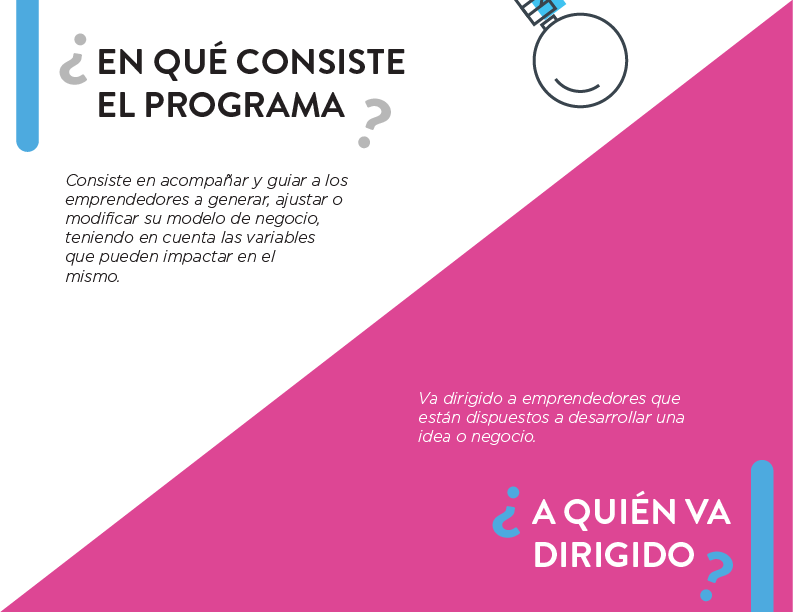 ¿EN QUÉ CONSISTE
EL PROGRAMA?
Consiste en acompañar y guiar a los
emprendedores a generar, ajustar o
modificar su modelo de negocio,
teniendo en cuenta las variables
que pueden impactar en el
mismo.
Va dirigido a emprendedores que
están dispuestos a desarrollar una
idea o negocio.
¿A QUIÉN VA
DIRIGIDO?